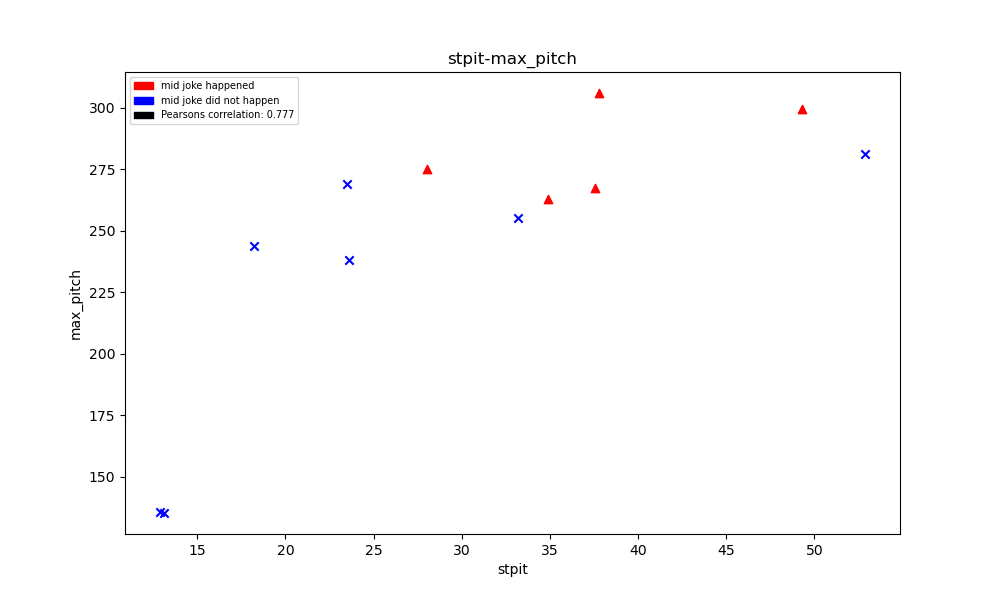 stpit-max_pitch
mid joke happened
mid joke did not happen
Pearsons correlation: 0.777
max_pitch
300
275
250
225
200
175
150
15 20 25 30 35 40 45 50
stpit